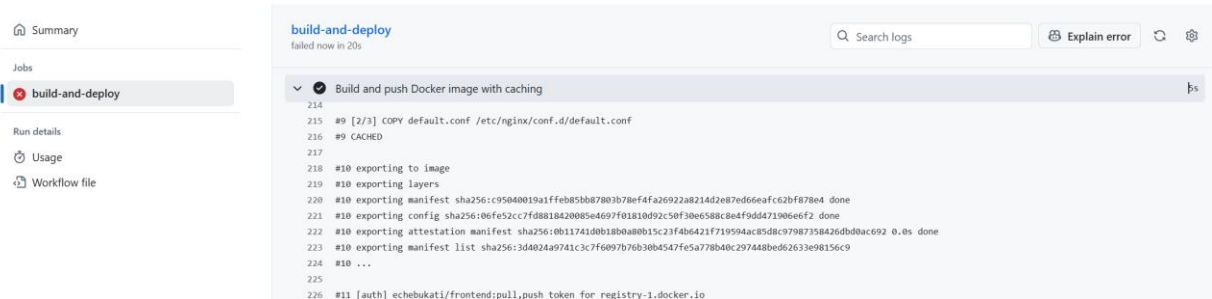 Summary
Jobs
build-and-deploy
Run details
Usage
Workflow file
build-and-deploy
failed now in 20s
Search logs
Explain error
Build and push Docker image with caching
5s
214
215 #9 [2/3] COPY default.conf /etc/nginx/conf.d/default.conf
216 #9 CACHED
217
218 #10 exporting to image
219 #10 exporting layers
220 #10 exporting manifest sha256:c95040019a1ffeb85bb87803b78ef4fa26922a8214d2e87ed66eafc62bf878e4 done
221 #10 exporting config sha256:06fe52cc7fd8818420085e4697f01810d92c50f30e6588c8e4f9dd471906e6f2 done
222 #10 exporting attestation manifest sha256:0b11741d0b18b0a80b15c23f4b6421f719594ac85d8c97987358426dbd0ac692 0.0s done
223 #10 exporting manifest list sha256:3d4024a9741c3c7f6097b76b30b4547fe5a778b40c297448bed62633e98156c9
224 #10 ...
225
226 #11 [auth] echebukati/frontend:pull,push token for registry-1.docker.io